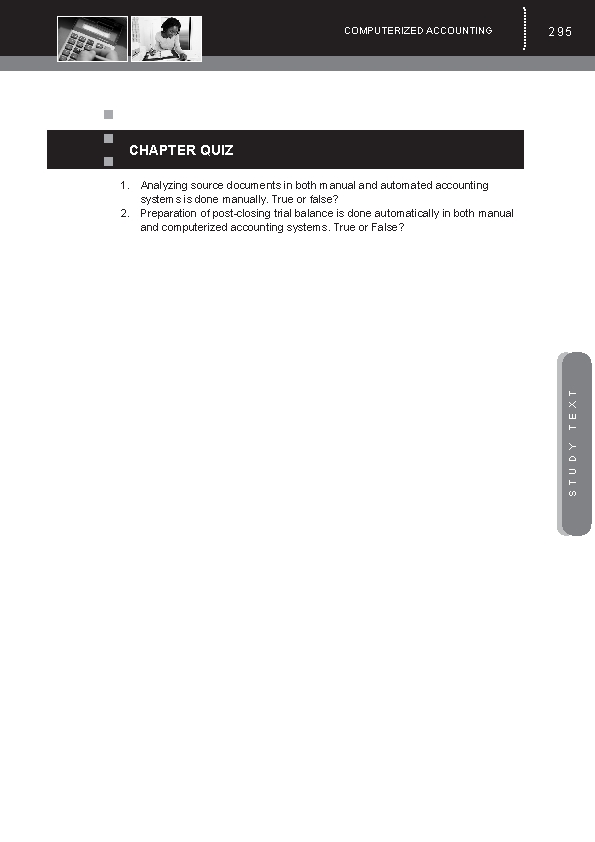 COMPUTERIZED ACCOUNTING
295
CHAPTER QUIZ
1. Analyzing source documents in both manual and automated accounting
systems is done manually. True or false?
2. Preparation of post-closing trial balance is done automatically in both manual
and computerized accounting systems. True or False?
STUDY TEXT